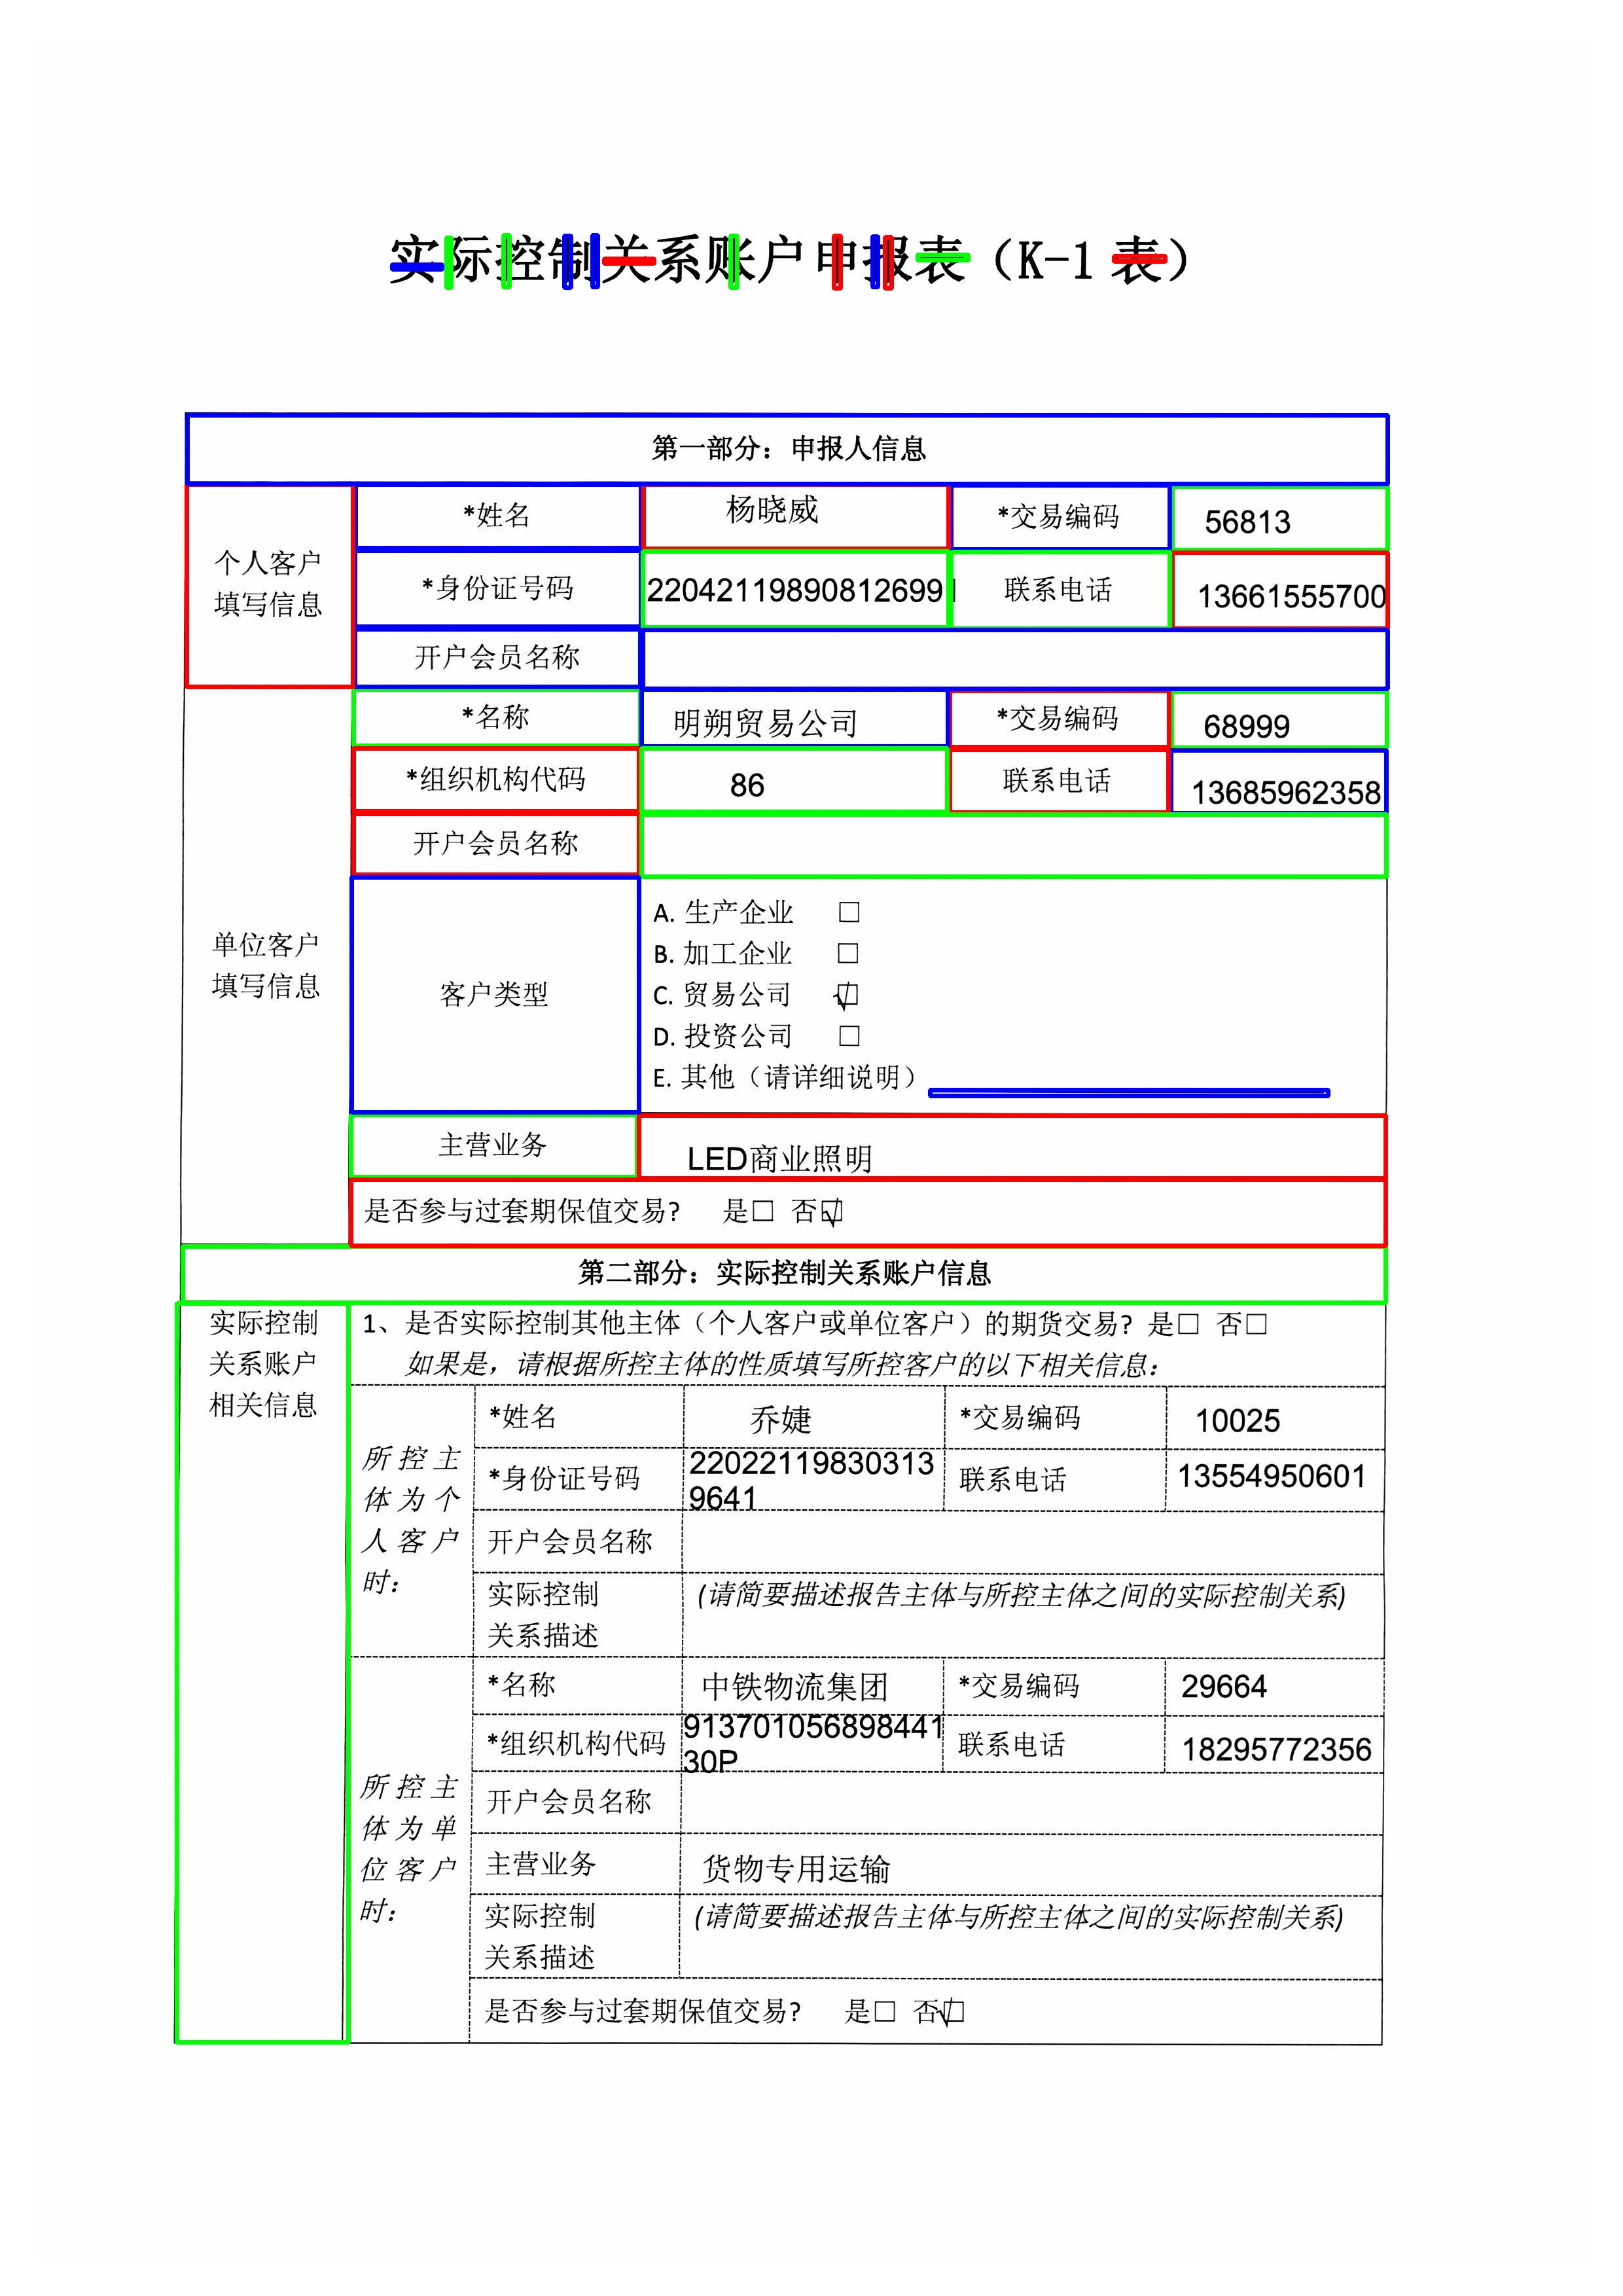 实际控制关系账户申报表（K-1 表）
第一部分：申报人信息
个人客户
填写信息
*姓名 杨晓威 *交易编码 56813
*身份证号码 22042119890812699 联系电话 13661555700
开户会员名称
单位客户
填写信息
*名称 明朔贸易公司 *交易编码 68999
*组织机构代码 86 联系电话 13685962358
开户会员名称
客户类型
A. 生产企业 □
B. 加工企业 □
C. 贸易公司 ☑
D. 投资公司 □
E. 其他（请详细说明）
主营业务 LED商业照明
是否参与过套期保值交易？ 是□ 否☑
第二部分：实际控制关系账户信息
实际控制
关系账户
相关信息
1、是否实际控制其他主体（个人客户或单位客户）的期货交易？是□ 否□
如果是，请根据所控主体的性质填写所控客户的以下相关信息：
所控主
体为个
人客户
时：
*姓名 乔婕 *交易编码 10025
*身份证号码 22022119830313
9641 联系电话 13554950601
开户会员名称
实际控制
关系描述
(请简要描述报告主体与所控主体之间的实际控制关系)
所控主
体为单
位客户
时：
*名称 中铁物流集团 *交易编码 29664
*组织机构代码 913701056898441
30P 联系电话 18295772356
开户会员名称
主营业务 货物专用运输
实际控制
关系描述
(请简要描述报告主体与所控主体之间的实际控制关系)
是否参与过套期保值交易？ 是□ 否☑